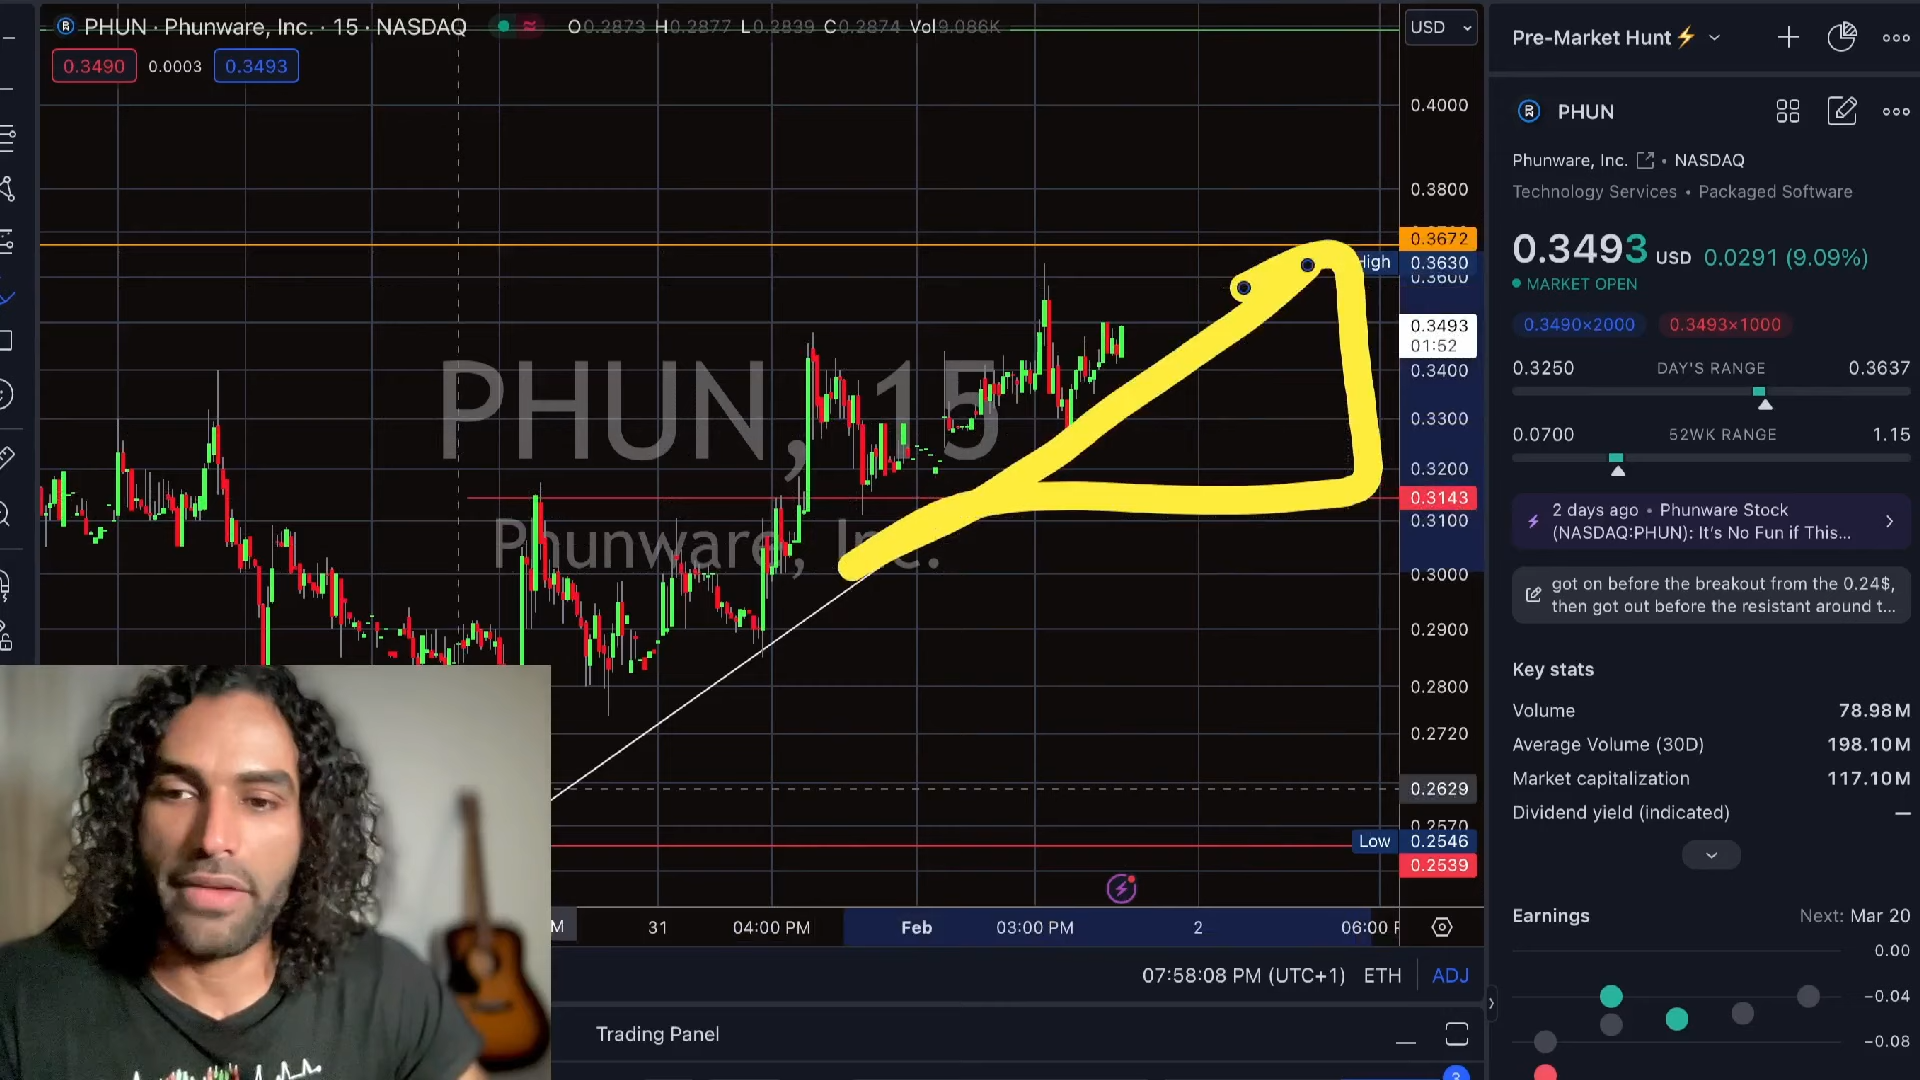 PHUN · Phunware, Inc. · 15 · NASDAQ
O0.2873 H0.2877 L0.2839 C0.2874 Vol9.086K
0.3490 0.0003 0.3493
USD
0.4000
0.3800
0.3672
High 0.3630
0.3600
0.3493
01:52
0.3400
0.3300
0.3200
0.3143
0.3100
0.3000
0.2900
0.2800
0.2720
0.2629
0.2570
Low 0.2546
0.2539
PHUN, 15
Phunware, Inc.
M 31 04:00 PM Feb 03:00 PM 2 06:00 P
07:58:08 PM (UTC+1) ETH ADJ
Trading Panel
Pre-Market Hunt
PHUN
Phunware, Inc. • NASDAQ
Technology Services • Packaged Software
0.3493 USD 0.0291 (9.09%)
MARKET OPEN
0.3490×2000 0.3493×1000
0.3250 DAY'S RANGE 0.3637
0.0700 52WK RANGE 1.15
2 days ago • Phunware Stock
(NASDAQ:PHUN): It's No Fun if This...
got on before the breakout from the 0.24$,
then got out before the resistant around t...
Key stats
Volume 78.98M
Average Volume (30D) 198.10M
Market capitalization 117.10M
Dividend yield (indicated) —
Earnings Next: Mar 20
0.00
−0.04
−0.08